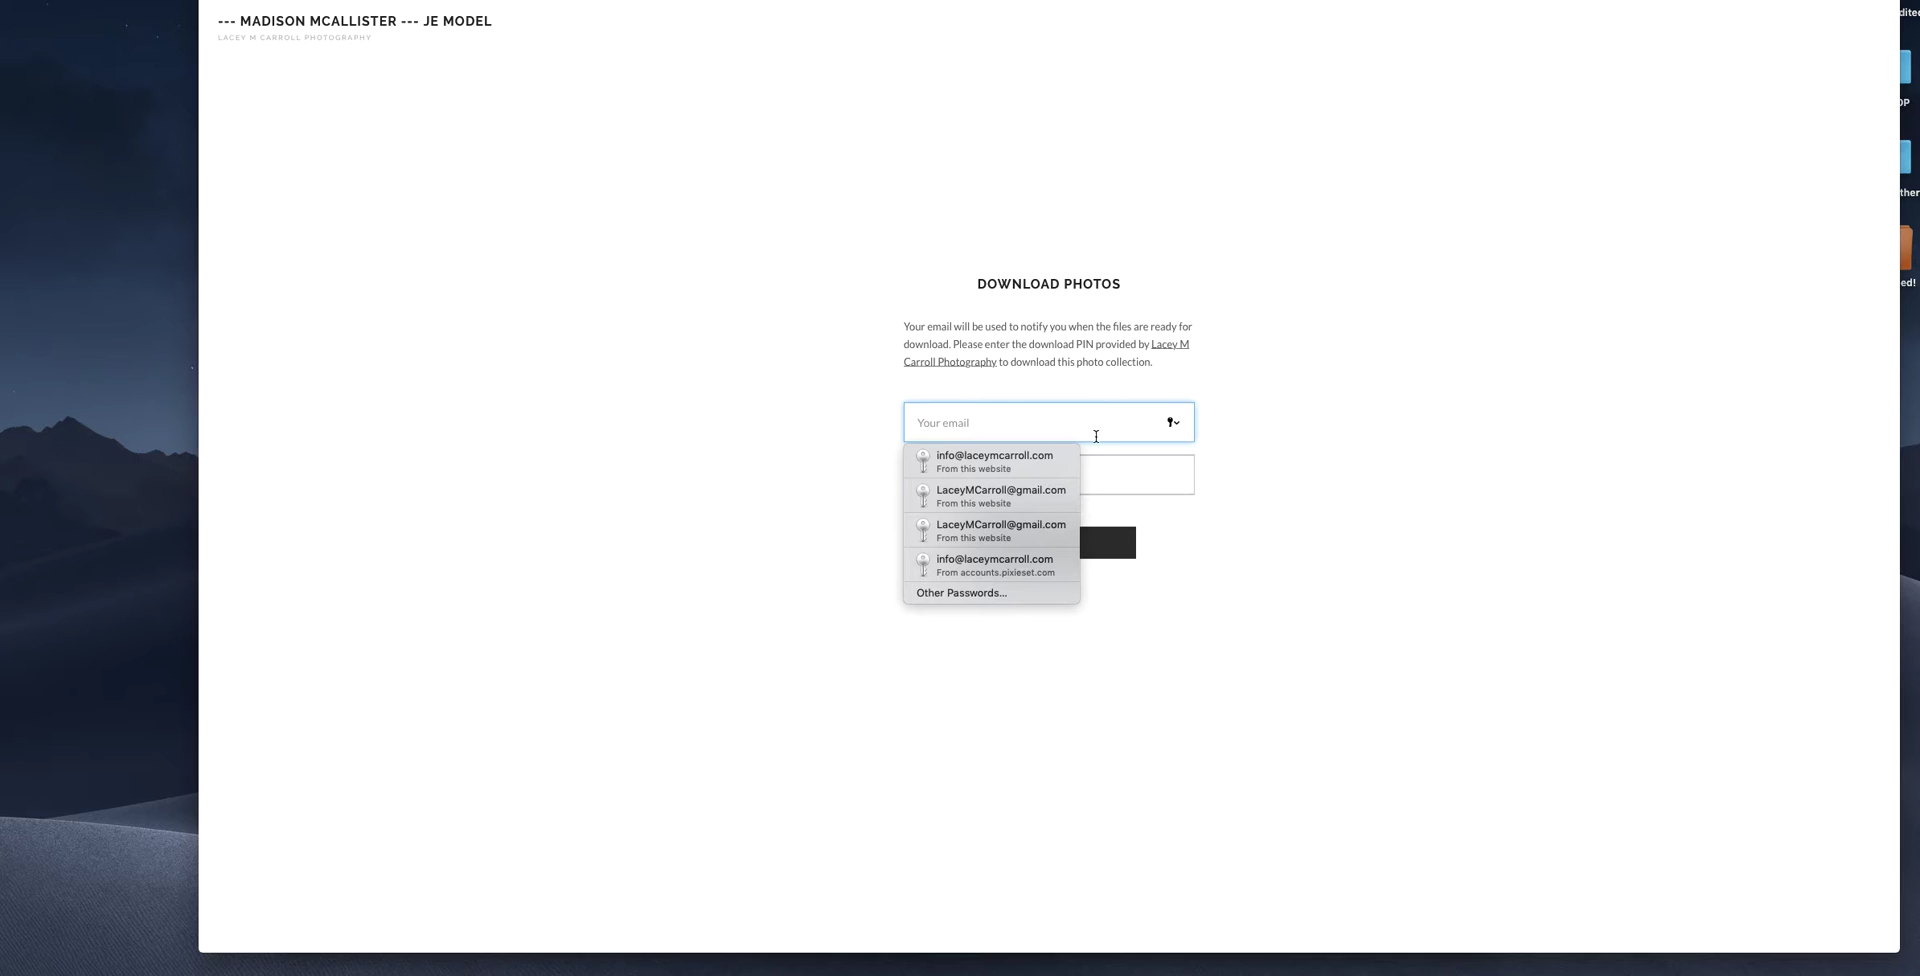 --- MADISON MCALLISTER --- JE MODEL
LACEY M CARROLL PHOTOGRAPHY
DOWNLOAD PHOTOS
Your email will be used to notify you when the files are ready for
download. Please enter the download PIN provided by Lacey M
Carroll Photography to download this photo collection.
Your email
info@laceymcarroll.com
From this website
LaceyMCarroll@gmail.com
From this website
LaceyMCarroll@gmail.com
From this website
info@laceymcarroll.com
From accounts.pixieset.com
Other Passwords...